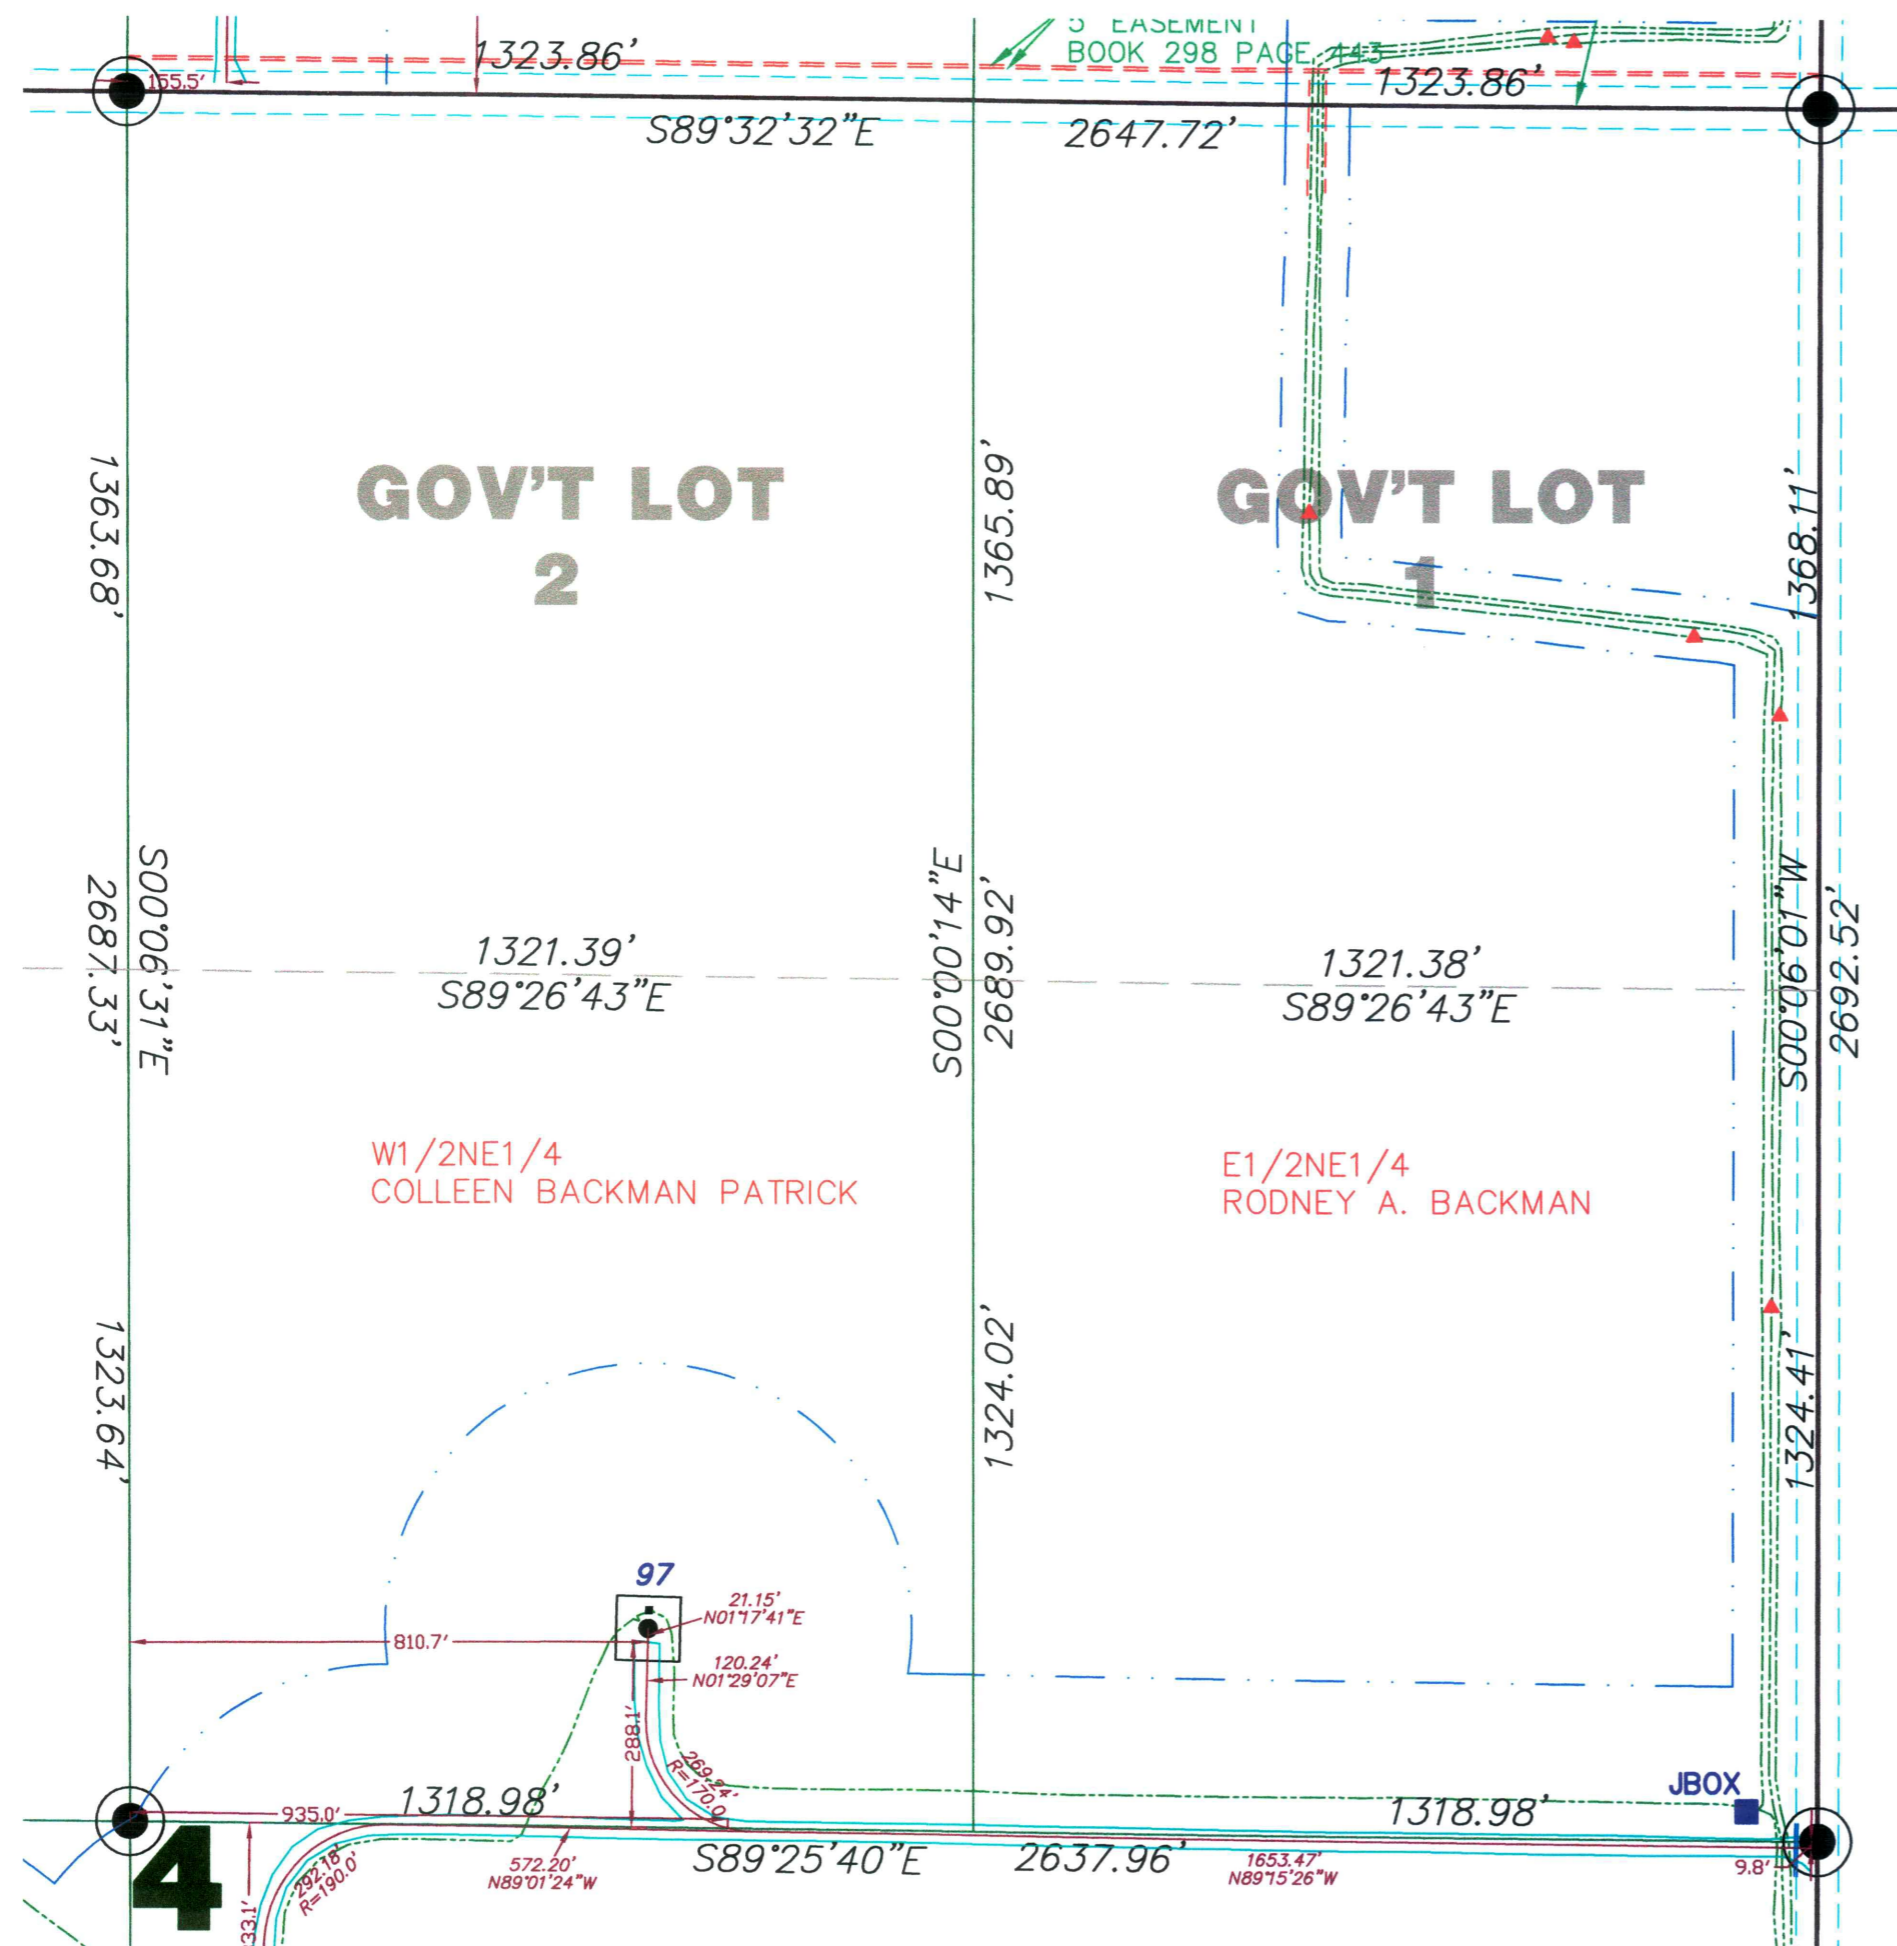 5' EASEMENT
BOOK 298 PAGE 443
1323.86'
1323.86'
155.5'
S89°32'32"E
2647.72'
GOV'T LOT
2
GOV'T LOT
1
1363.68'
1365.89'
1368.11'
S00°06'31"E
2687.33'
S00°00'14"E
2689.92'
S00°06'01"W
2692.52'
1321.39'
S89°26'43"E
1321.38'
S89°26'43"E
W1/2NE1/4
COLLEEN BACKMAN PATRICK
E1/2NE1/4
RODNEY A. BACKMAN
1323.64'
1324.02'
1324.41'
97
21.15'
N01°17'41"E
810.7'
120.24'
N01°29'07"E
288.1'
269.24'
R=170.0'
JBOX
935.0'
1318.98'
1318.98'
4
292.18'
R=190.0'
33.1'
572.20'
N89°01'24"W
S89°25'40"E
2637.96'
1653.47'
N89°15'26"W
9.8'